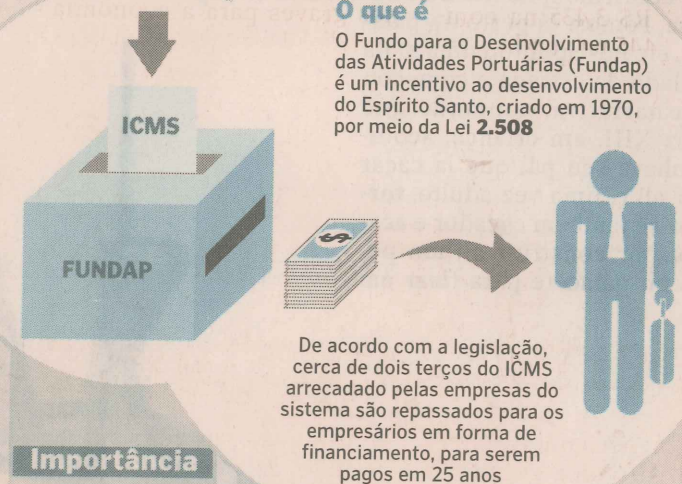 O que é
O Fundo para o Desenvolvimento
das Atividades Portuárias (Fundap)
é um incentivo ao desenvolvimento
do Espírito Santo, criado em 1970,
por meio da Lei 2.508
ICMS
FUNDAP
$
De acordo com a legislação,
cerca de dois terços do ICMS
arrecadado pelas empresas do
sistema são repassados para os
empresários em forma de
financiamento, para serem
pagos em 25 anos
Importância